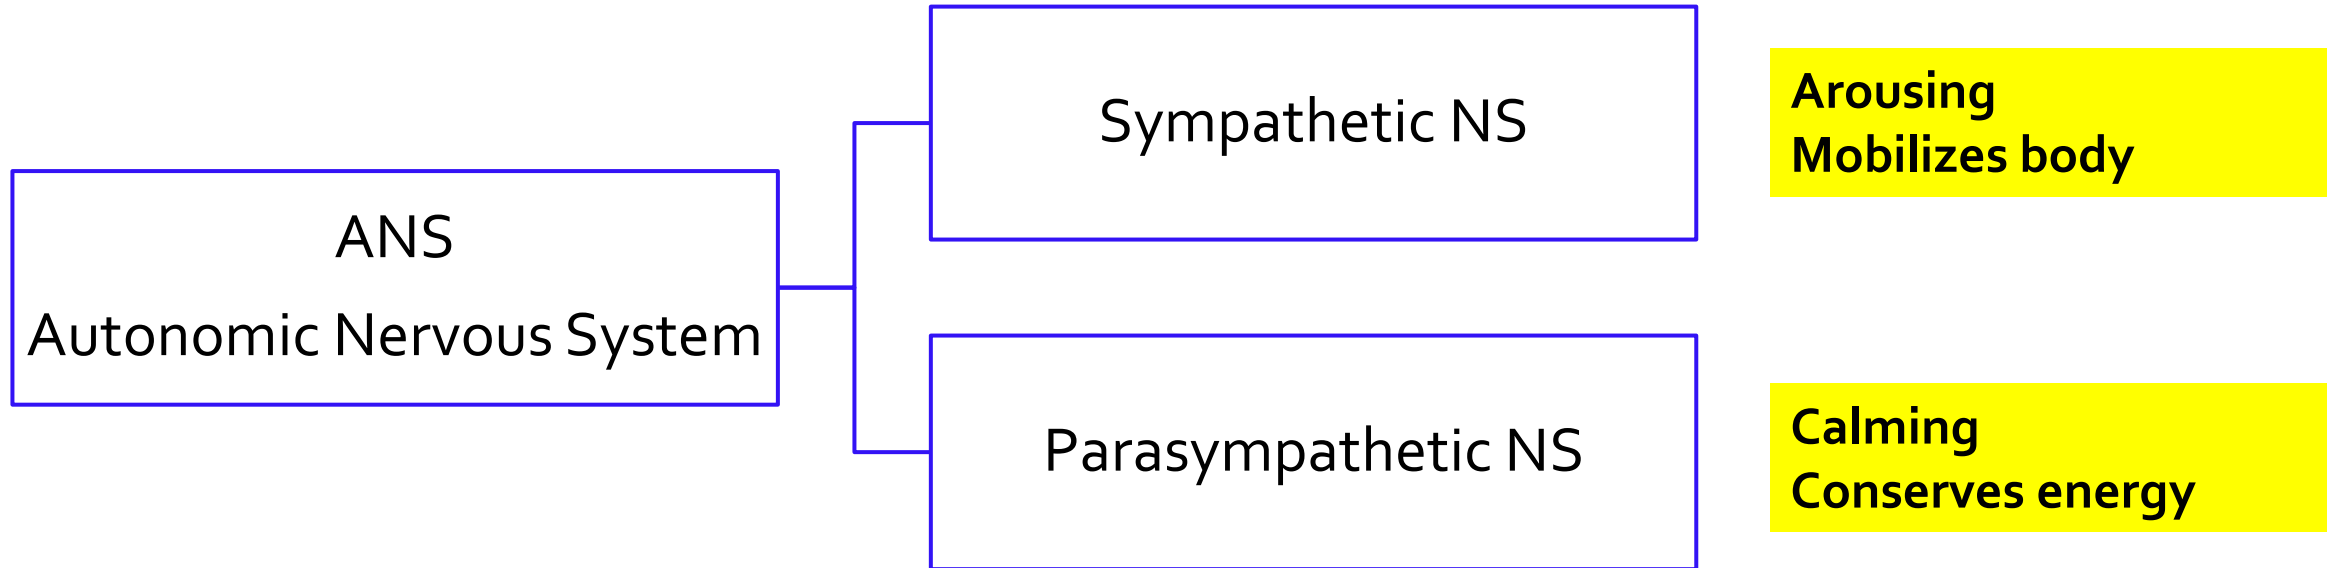 ANS
Autonomic Nervous System
Sympathetic NS
Arousing
Mobilizes body
Parasympathetic NS
Calming
Conserves energy